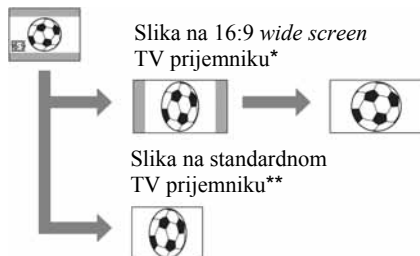 Slika na 16:9 wide screen
TV prijemniku*
Slika na standardnom
TV prijemniku**